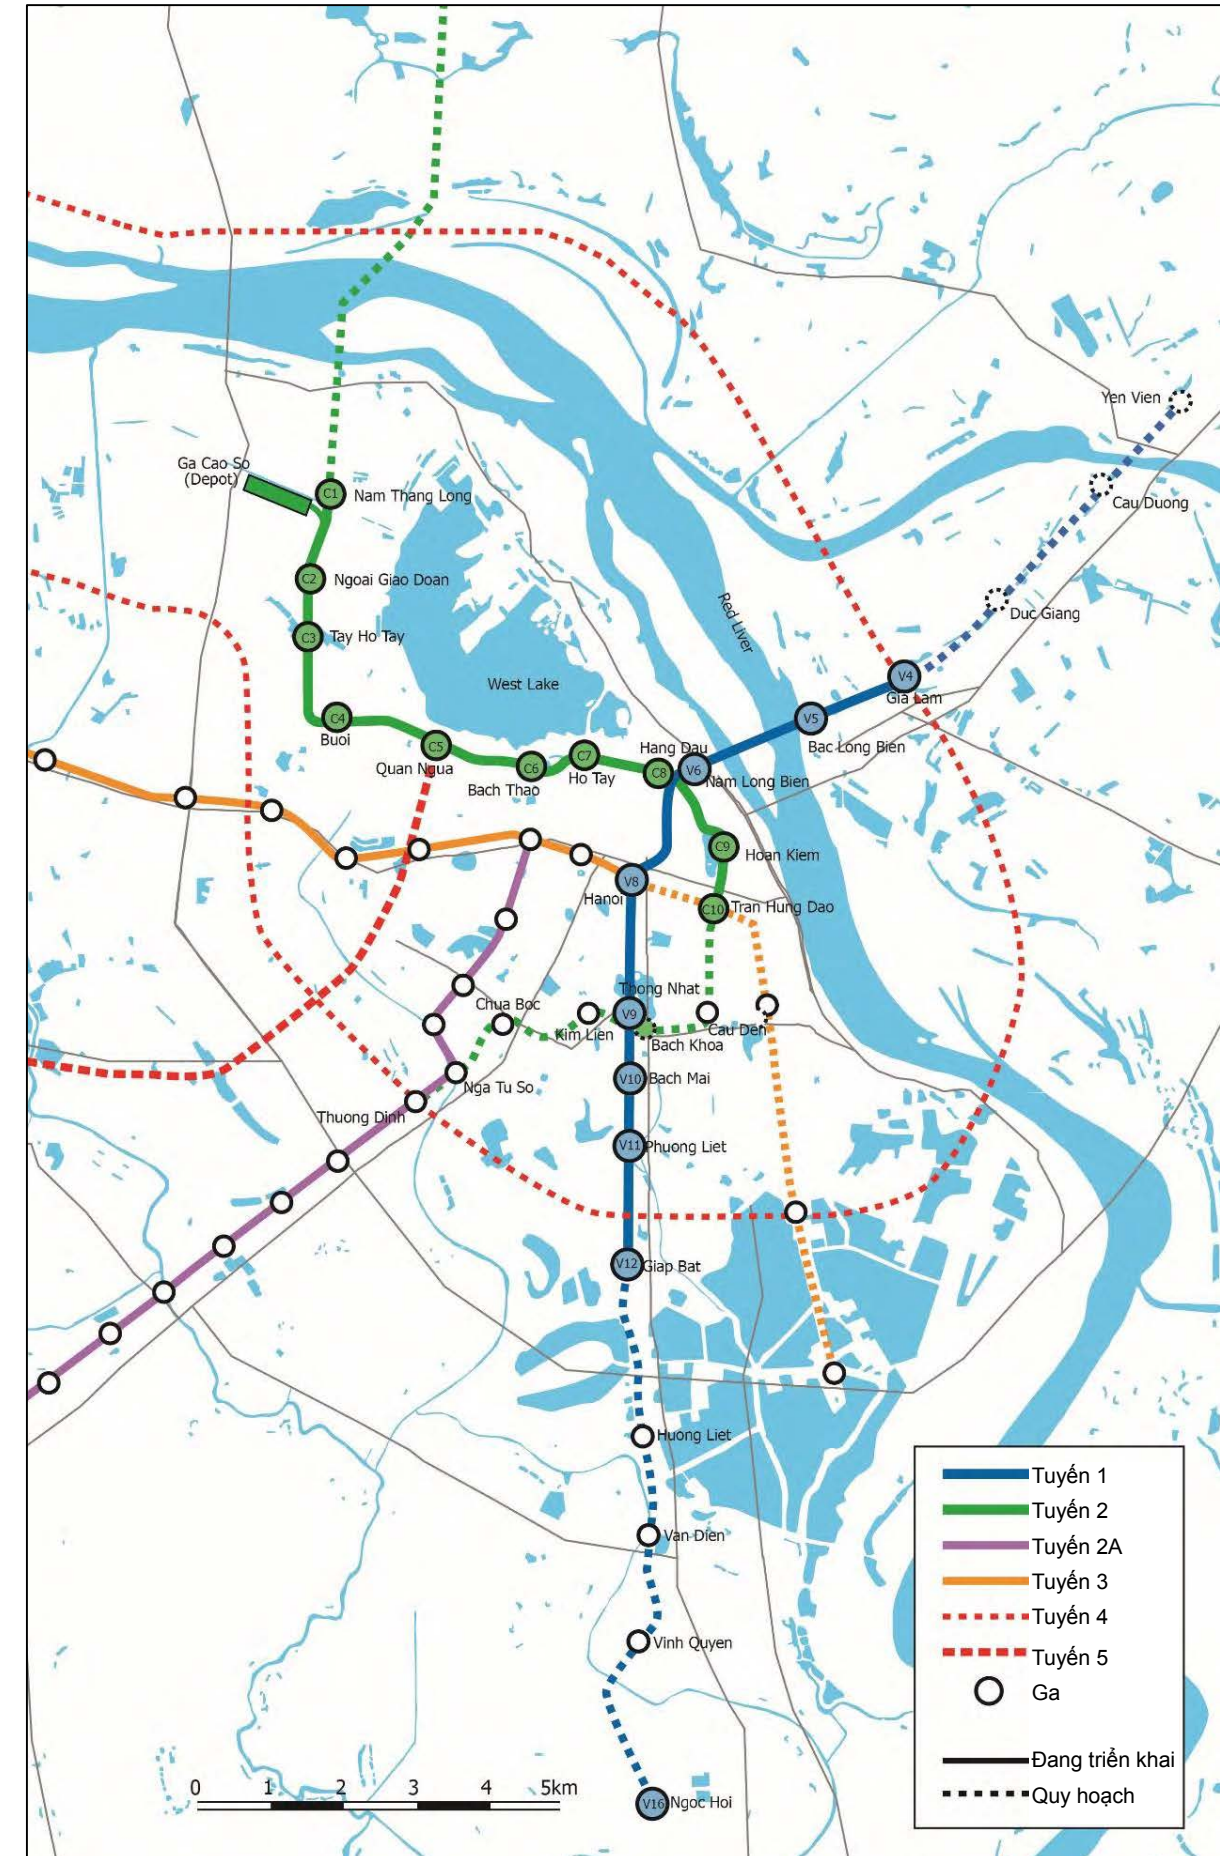 Yen Vien
Ga Cao So
(Depot)
C1
Nam Thang Long
Cau Duong
C2
Ngoai Giao Doan
Duc Giang
Red Liver
C3
Tay Ho Tay
West Lake
V4
Gia Lam
C4
Buoi
V5
Bac Long Bien
C5
Quan Ngua
Hang Dau
C6
Bach Thao
C7
Ho Tay
C8
V6
Nam Long Bien
C9
Hoan Kiem
V8
Hanoi
C10
Tran Hung Dao
Thong Nhat
Chua Boc
V9
Kim Lien
Cau Den
Bach Khoa
Nga Tu So
V10
Bach Mai
Thuong Dinh
V11
Phuong Liet
V12
Giap Bat
Huong Liet
Van Dien
Vinh Quyen
V16
Ngoc Hoi
0 1 2 3 4 5km
Tuyến 1
Tuyến 2
Tuyến 2A
Tuyến 3
Tuyến 4
Tuyến 5
Ga
Đang triển khai
Quy hoạch